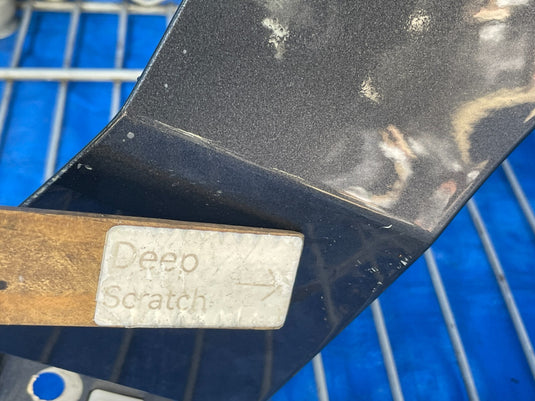 Deep
Scratch →